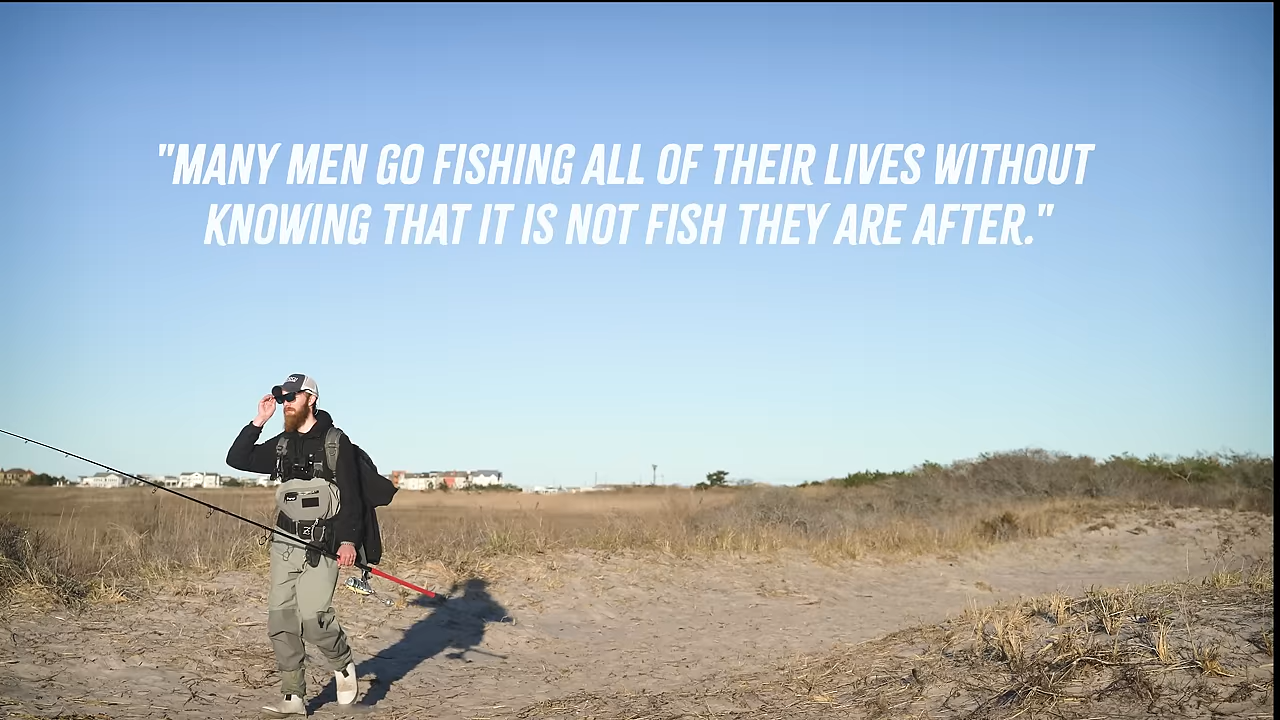 "MANY MEN GO FISHING ALL OF THEIR LIVES WITHOUT
KNOWING THAT IT IS NOT FISH THEY ARE AFTER."